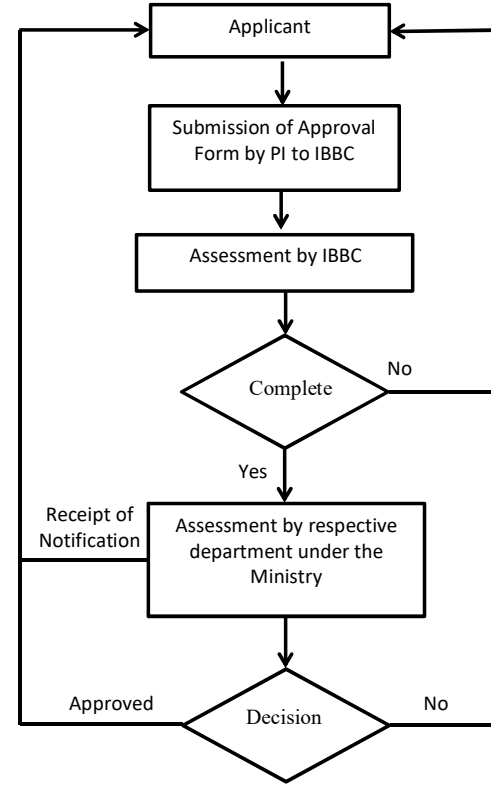 Applicant
Submission of Approval
Form by PI to IBBC
Assessment by IBBC
Complete
No
Yes
Receipt of
Notification
Assessment by respective
department under the
Ministry
Approved
Decision
No